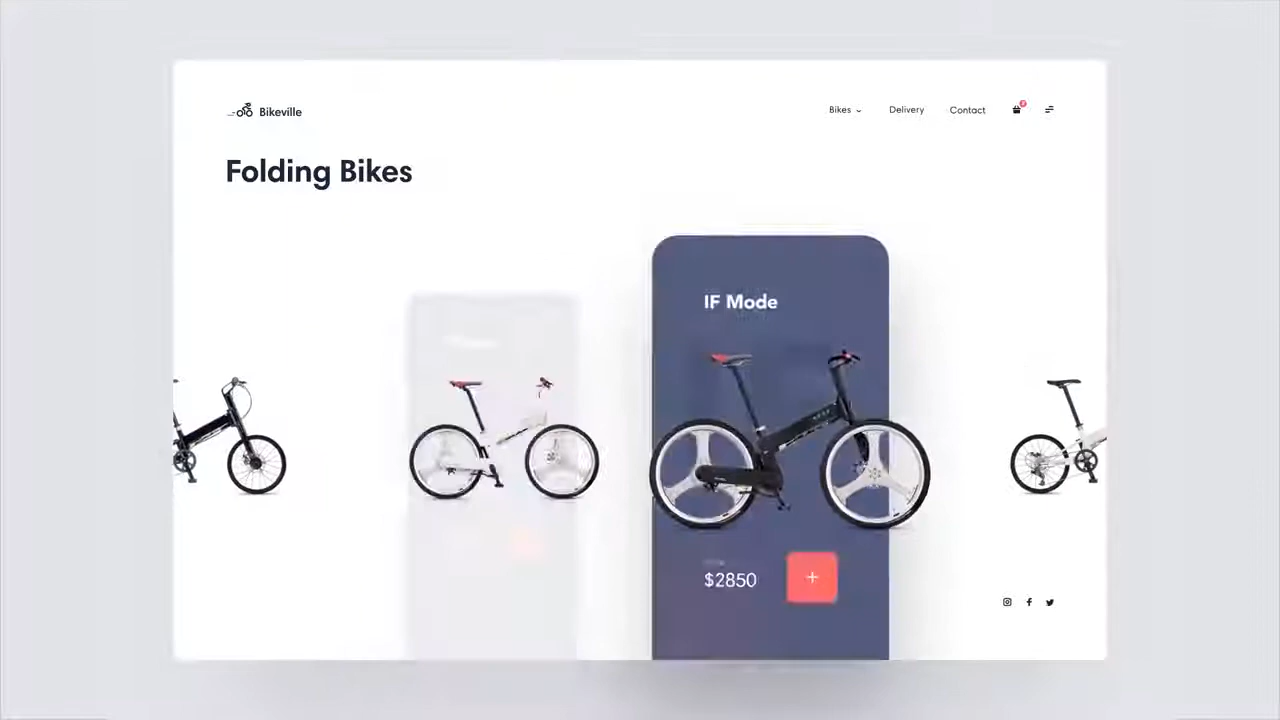 Bikeville
Bikes
Delivery
Contact
Folding Bikes
IF Mode
$2850
+